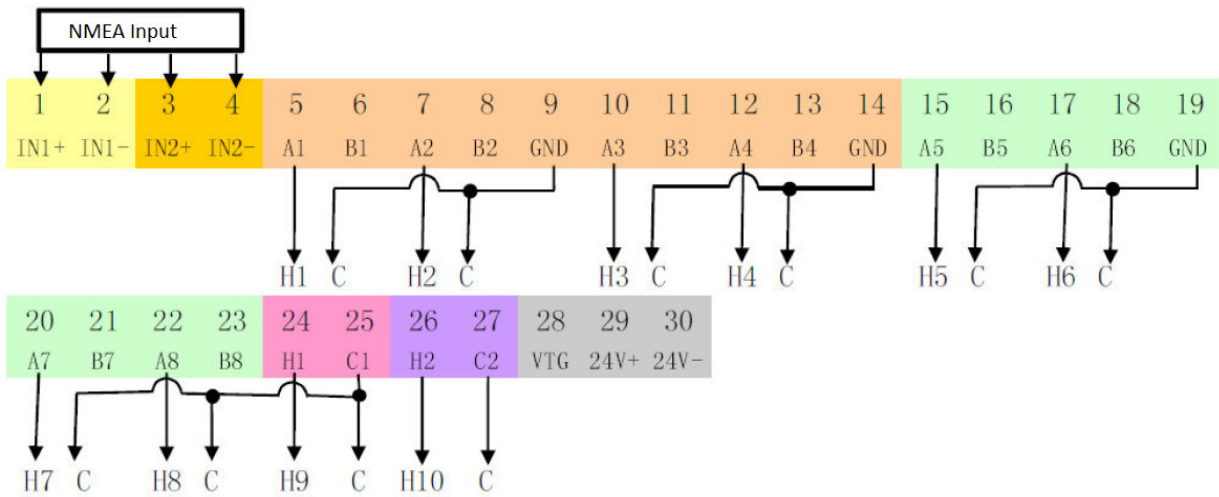 NMEA Input
1 2 3 4 5 6 7 8 9 10 11 12 13 14 15 16 17 18 19
IN1+ IN1- IN2+ IN2- A1 B1 A2 B2 GND A3 B3 A4 B4 GND A5 B5 A6 B6 GND
H1 C H2 C H3 C H4 C H5 C H6 C
20 21 22 23 24 25 26 27 28 29 30
A7 B7 A8 B8 H1 C1 H2 C2 VTG 24V+ 24V-
H7 C H8 C H9 C H10 C